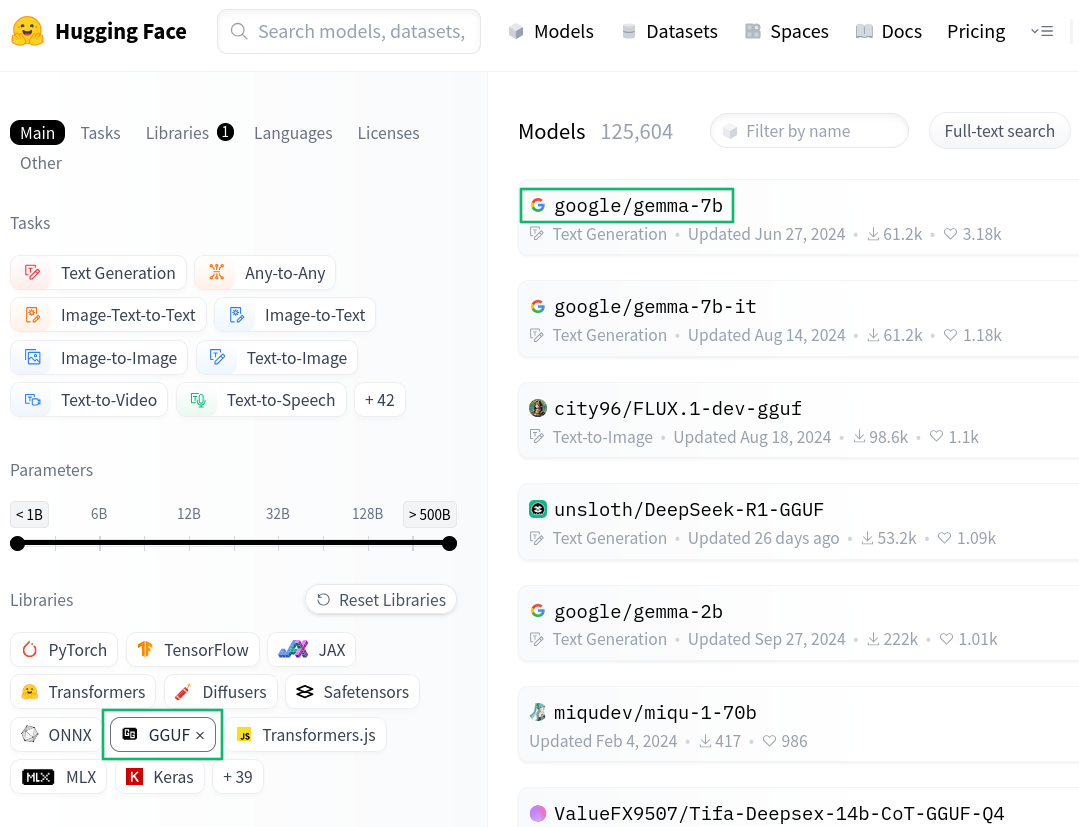 Hugging Face
Search models, datasets,
Models
Datasets
Spaces
Docs
Pricing
Main
Tasks
Libraries 1
Languages
Licenses
Other
Tasks
Text Generation
Any-to-Any
Image-Text-to-Text
Image-to-Text
Image-to-Image
Text-to-Image
Text-to-Video
Text-to-Speech
+ 42
Parameters
< 1B
6B
12B
32B
128B
> 500B
Libraries
Reset Libraries
PyTorch
TensorFlow
JAX
Transformers
Diffusers
Safetensors
ONNX
GGUF ×
JS Transformers.js
MLX MLX
K Keras
+ 39
Models 125,604
Filter by name
Full-text search
google/gemma-7b
Text Generation • Updated Jun 27, 2024 • 61.2k • 3.18k
google/gemma-7b-it
Text Generation • Updated Aug 14, 2024 • 61.2k • 1.18k
city96/FLUX.1-dev-gguf
Text-to-Image • Updated Aug 18, 2024 • 98.6k • 1.1k
unsloth/DeepSeek-R1-GGUF
Text Generation • Updated 26 days ago • 53.2k • 1.09k
google/gemma-2b
Text Generation • Updated Sep 27, 2024 • 222k • 1.01k
miqudev/miqu-1-70b
Updated Feb 4, 2024 • 417 • 986
ValueFX9507/Tifa-Deepsex-14b-CoT-GGUF-Q4